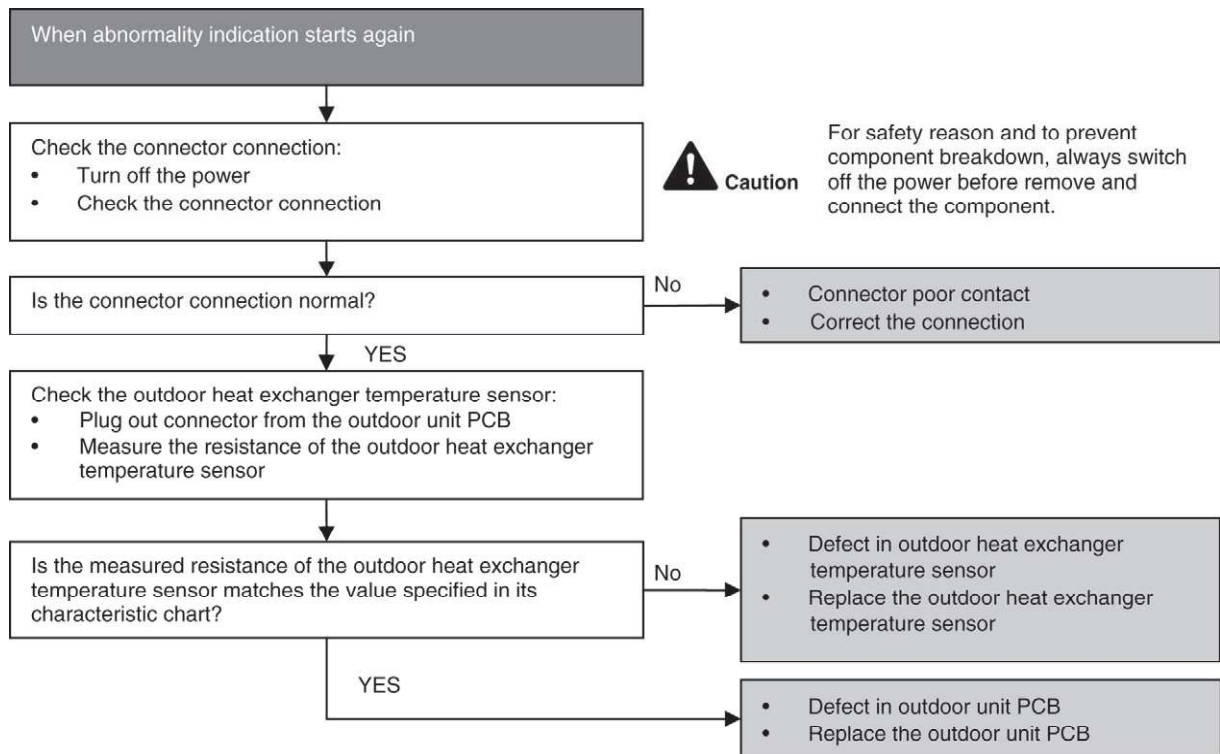 When abnormality indication starts again
Check the connector connection:
• Turn off the power
• Check the connector connection
Caution
For safety reason and to prevent
component breakdown, always switch
off the power before remove and
connect the component.
Is the connector connection normal?
No
• Connector poor contact
• Correct the connection
YES
Check the outdoor heat exchanger temperature sensor:
• Plug out connector from the outdoor unit PCB
• Measure the resistance of the outdoor heat exchanger
temperature sensor
Is the measured resistance of the outdoor heat exchanger
temperature sensor matches the value specified in its
characteristic chart?
No
• Defect in outdoor heat exchanger
temperature sensor
• Replace the outdoor heat exchanger
temperature sensor
YES
• Defect in outdoor unit PCB
• Replace the outdoor unit PCB